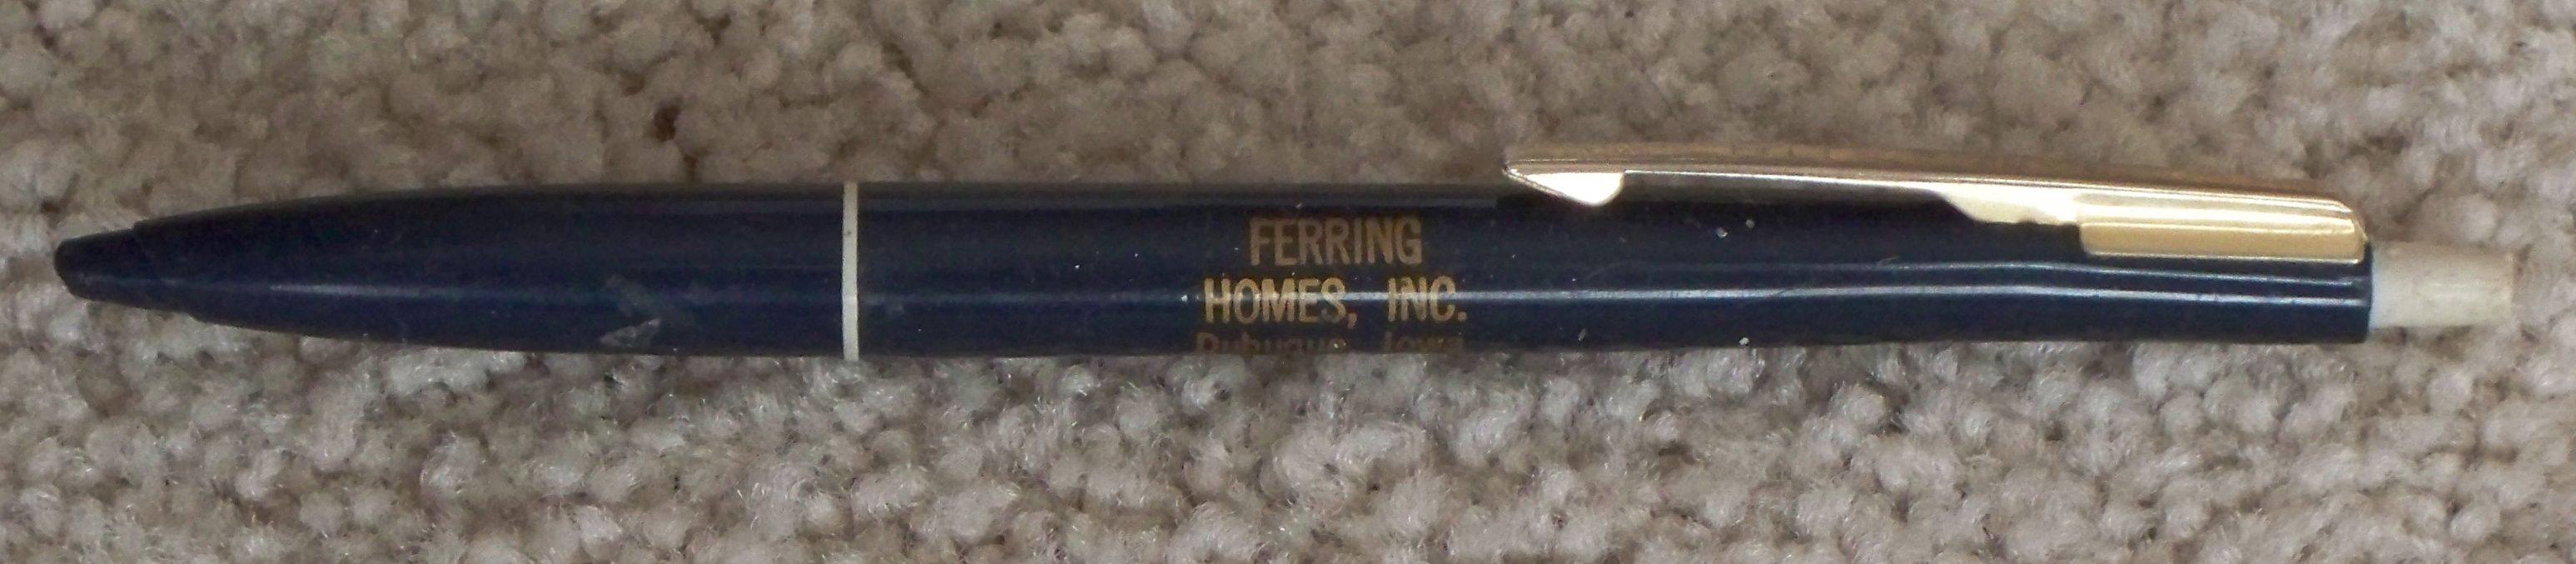 FERRING
HOMES, INC.
Dubuque, Iowa